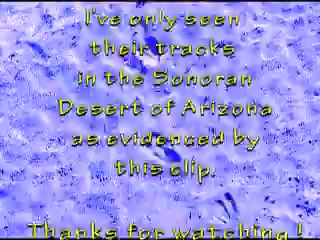 I've only seen
their tracks
in the Sonoran
Desert of Arizona
as evidenced by
this clip.
Thanks for watching !